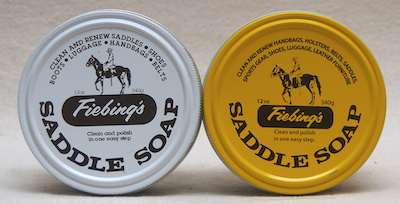 CLEAN AND RENEW SADDLES • SHOES
BOOTS • LUGGAGE • HANDBAGS • BELTS
12oz 340g
Fiebing's
Clean and polish
in one easy step.
SADDLE SOAP
CLEAN AND RENEW HANDBAGS, HOLSTERS, BELTS, SADDLES,
SPORTS GEAR, SHOES, LUGGAGE, LEATHER FURNITURE
12 oz 340g
Fiebing's
Clean and polish
in one easy step.
SADDLE SOAP